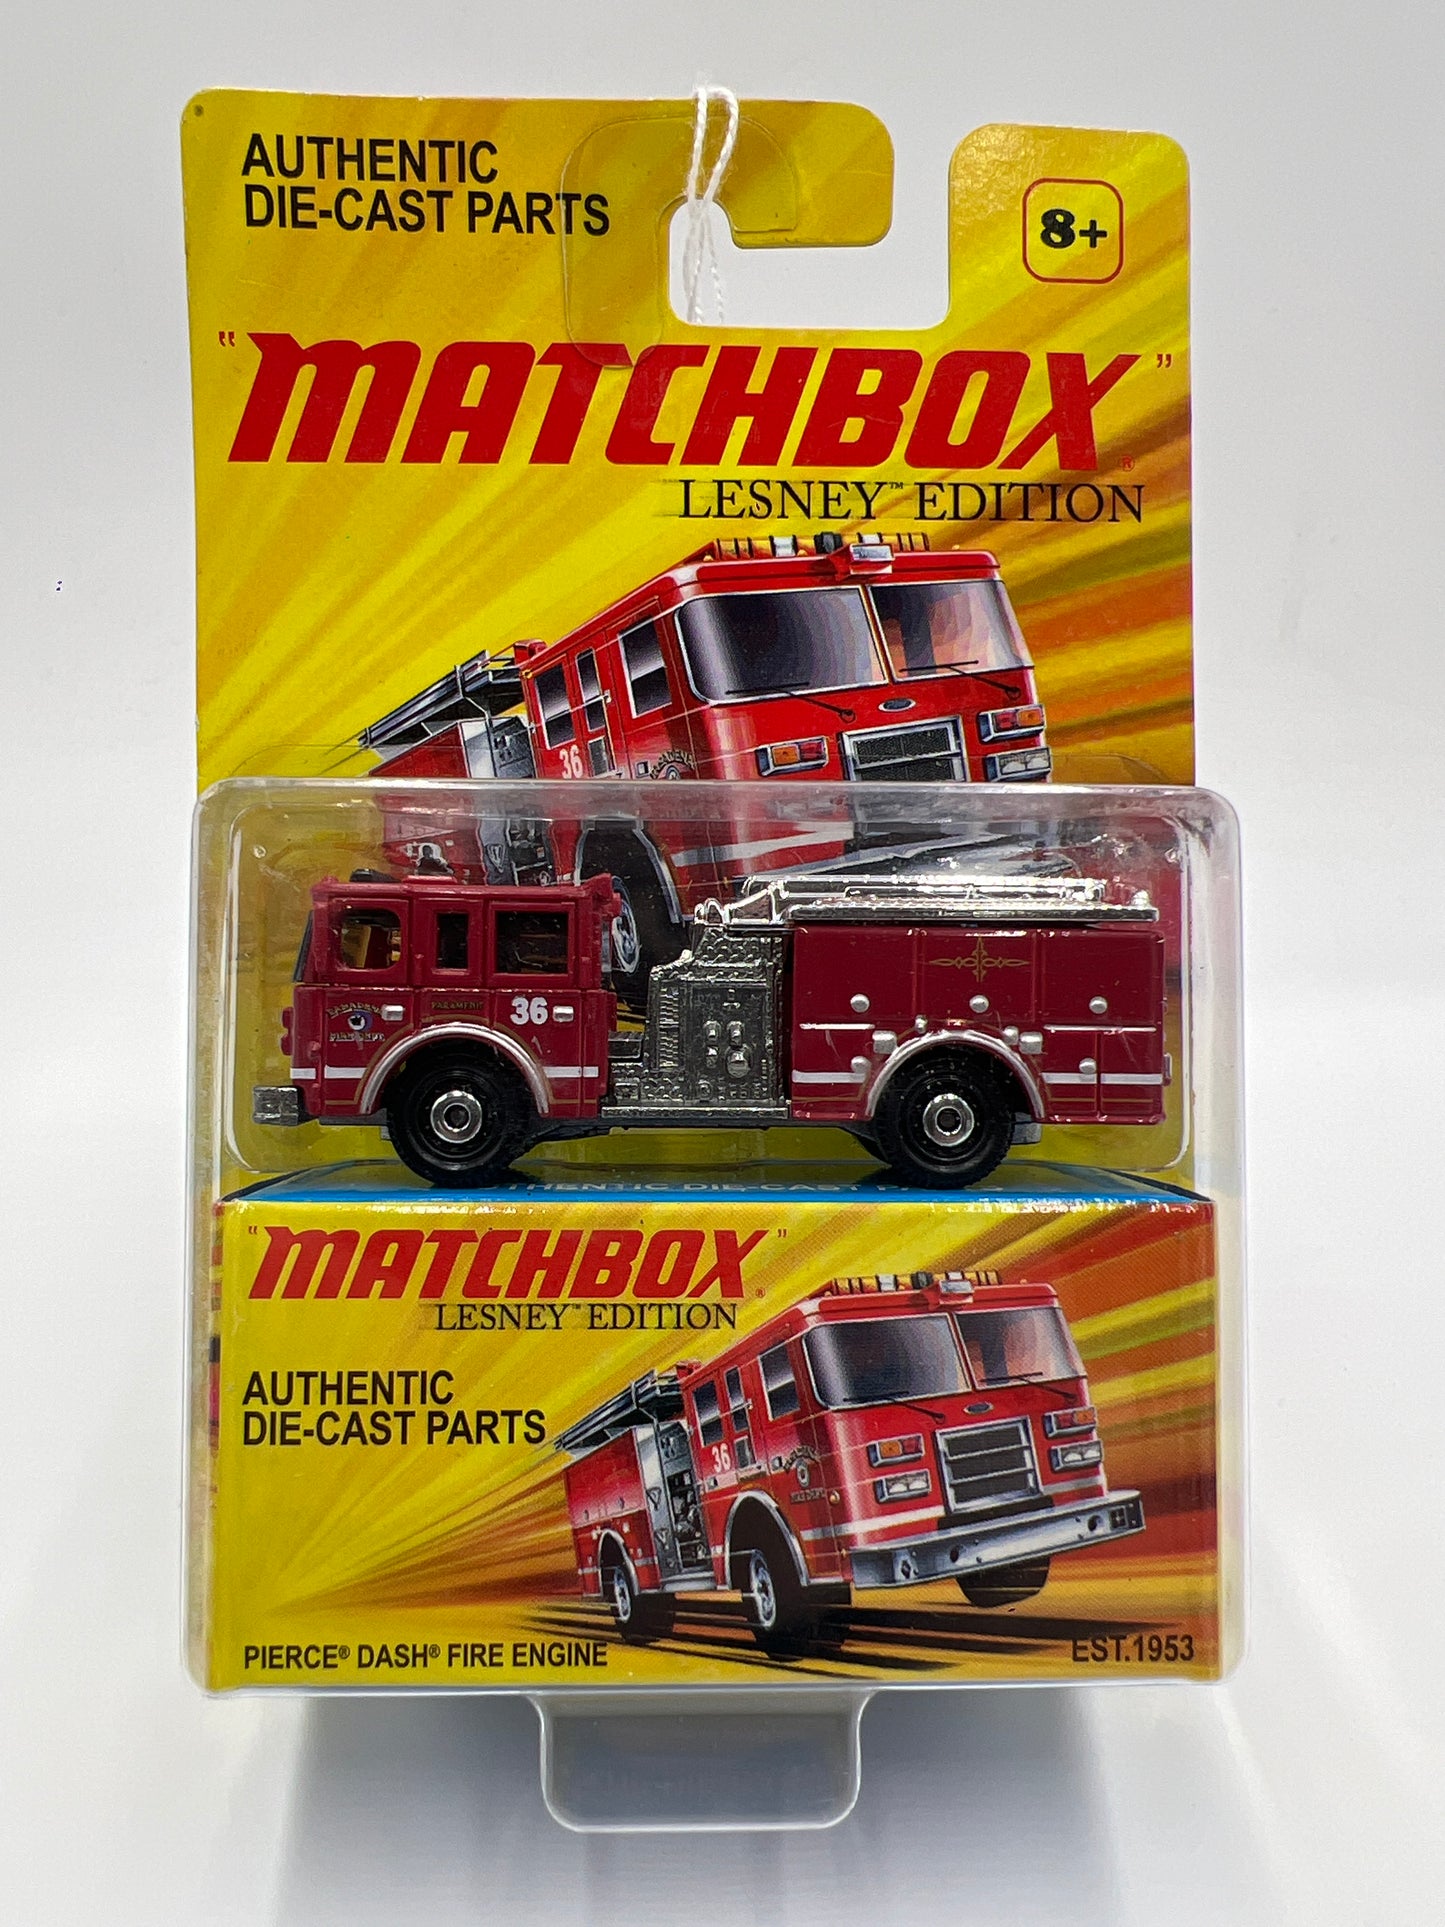 AUTHENTIC
DIE-CAST PARTS
8+
"MATCHBOX"®
LESNEY™ EDITION
36
PARAMEDIC
36
"MATCHBOX"®
LESNEY™ EDITION
AUTHENTIC
DIE-CAST PARTS
36
PIERCE® DASH® FIRE ENGINE
EST.1953